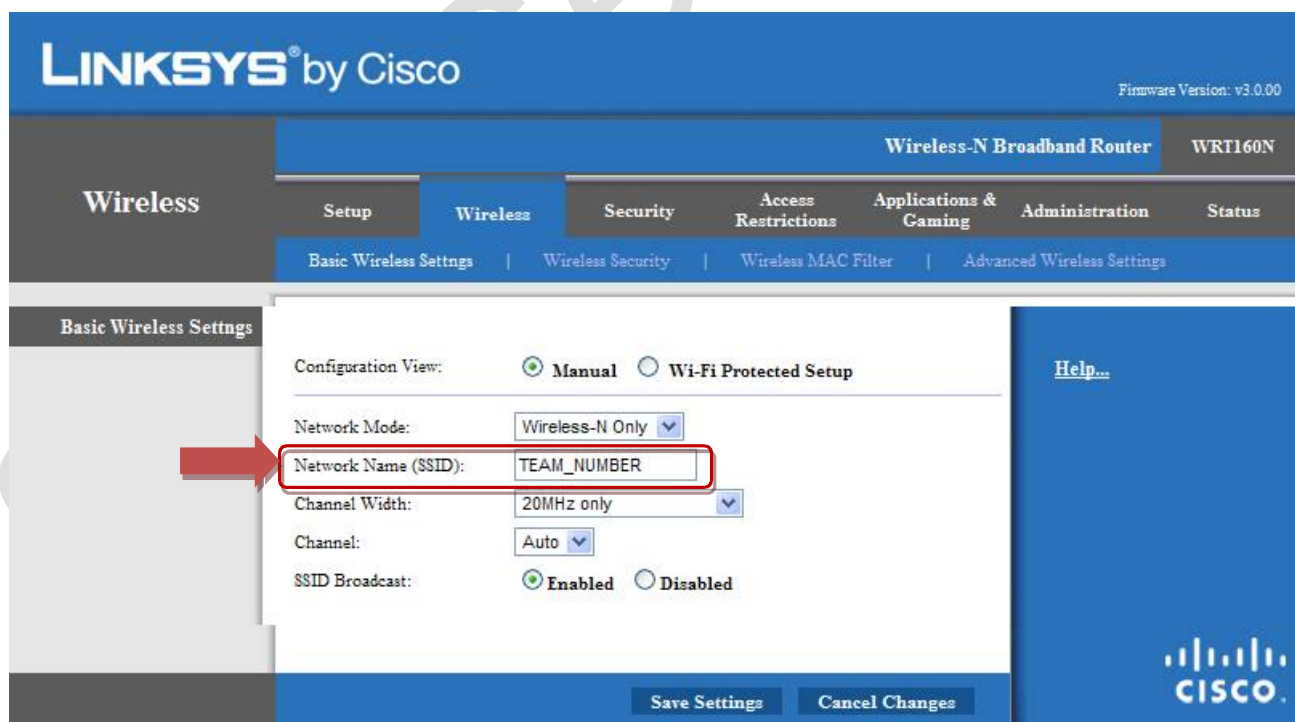 LINKSYS® by Cisco
Firmware Version: v3.0.00
Wireless-N Broadband Router WRT160N
Wireless
Setup Wireless Security Access Restrictions Applications & Gaming Administration Status
Basic Wireless Settngs | Wireless Security | Wireless MAC Filter | Advanced Wireless Settings
Basic Wireless Settngs
Configuration View: Manual Wi-Fi Protected Setup
Help...
Network Mode: Wireless-N Only
Network Name (SSID): TEAM_NUMBER
Channel Width: 20MHz only
Channel: Auto
SSID Broadcast: Enabled Disabled
Save Settings Cancel Changes
CISCO.